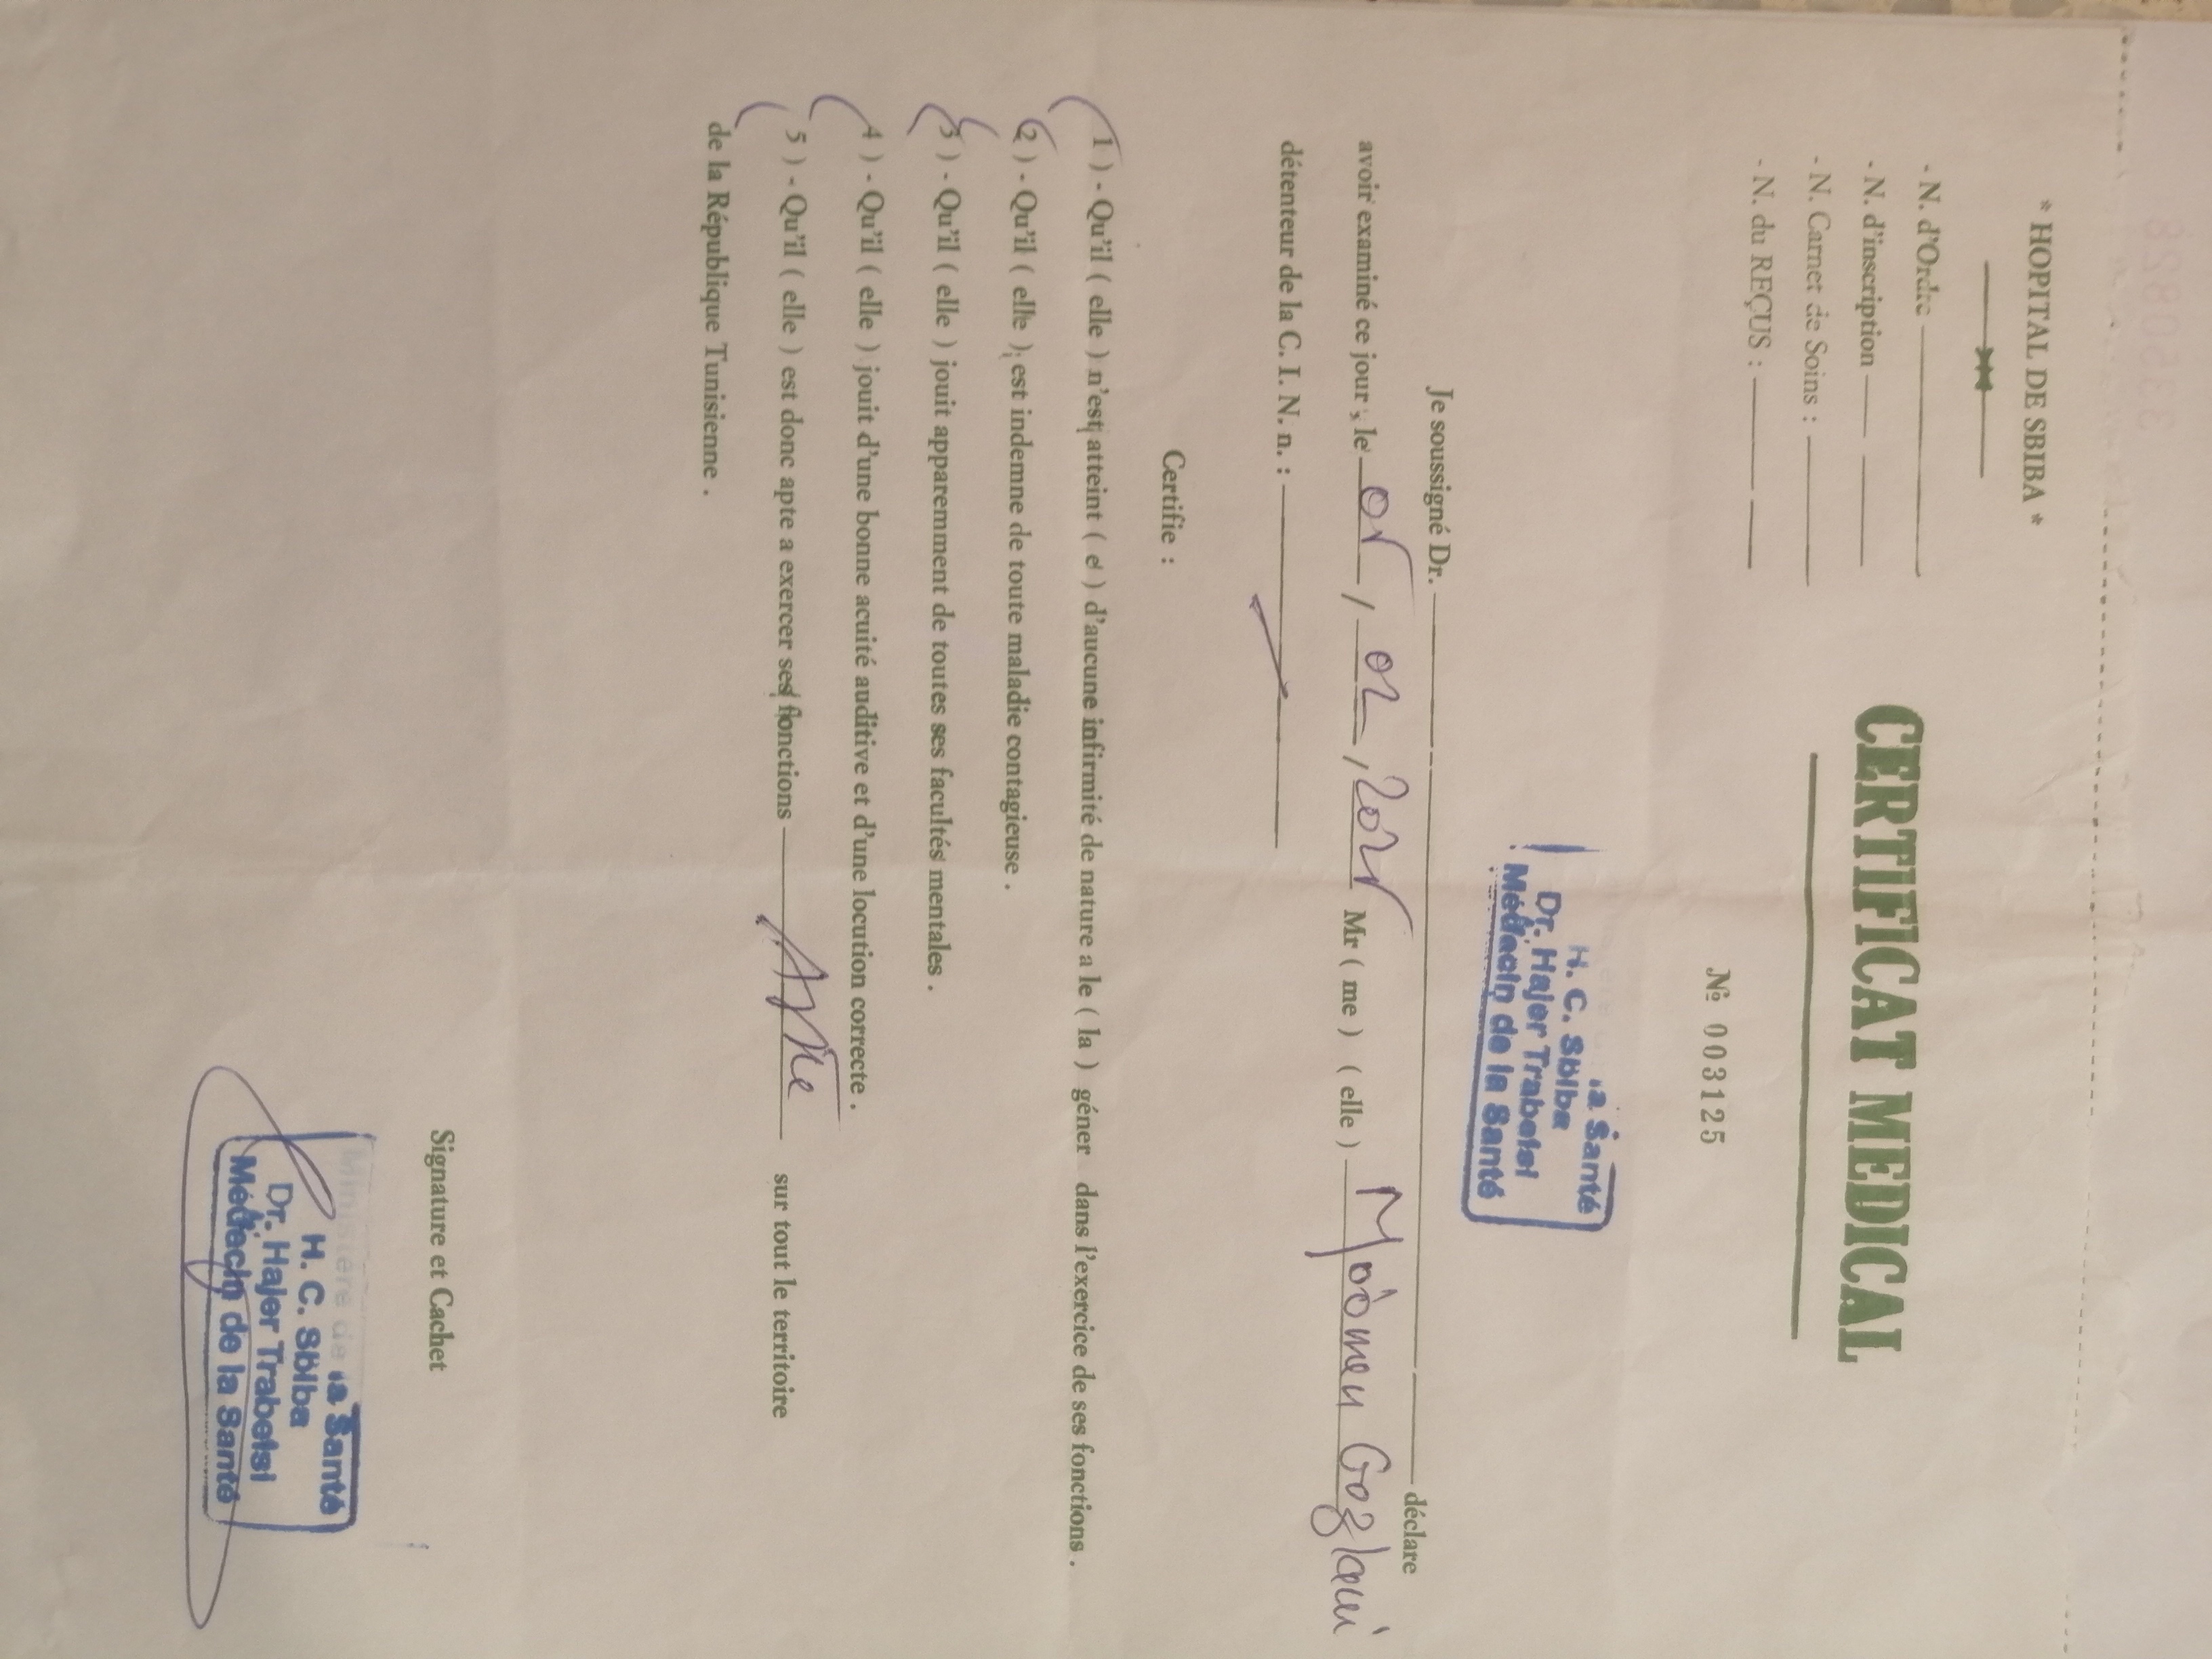 * HOPITAL DE SBIBA *
- N. d'Ordre
- N. d'inscription
- N. Carnet de Soins :
- N. du REÇUS :
CERTIFICAT MEDICAL
№ 003125
la Santé
H. C. Sbiba
Dr. Hajer Trabelsi
Médecin de la Santé
Je soussigné Dr. déclare
avoir examiné ce jour, le / 02 / Mr ( me ) ( elle )
détenteur de la C. I. N. n. :
Certifie :
1 ) - Qu'il ( elle ) n'est atteint ( e ) d'aucune infirmité de nature a le ( la ) géner dans l'exercice de ses fonctions .
2 ) - Qu'il ( elle ) est indemne de toute maladie contagieuse .
3 ) - Qu'il ( elle ) jouit apparemment de toutes ses facultés mentales .
4 ) - Qu'il ( elle ) jouit d'une bonne acuité auditive et d'une locution correcte .
5 ) - Qu'il ( elle ) est donc apte a exercer ses fonctions sur tout le territoire
de la République Tunisienne .
Signature et Cachet
Ministère de la Santé
H. C. Sbiba
Dr. Hajer Trabelsi
Médecin de la Santé